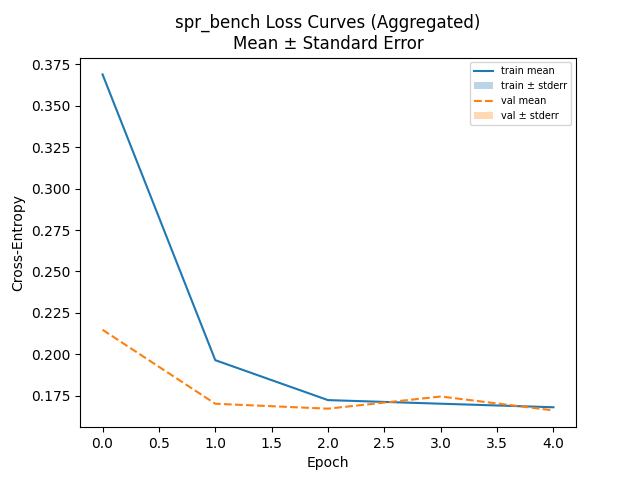 spr_bench Loss Curves (Aggregated)
Mean ± Standard Error
train mean
train ± stderr
val mean
val ± stderr
Cross-Entropy
0.375
0.350
0.325
0.300
0.275
0.250
0.225
0.200
0.175
0.0 0.5 1.0 1.5 2.0 2.5 3.0 3.5 4.0
Epoch